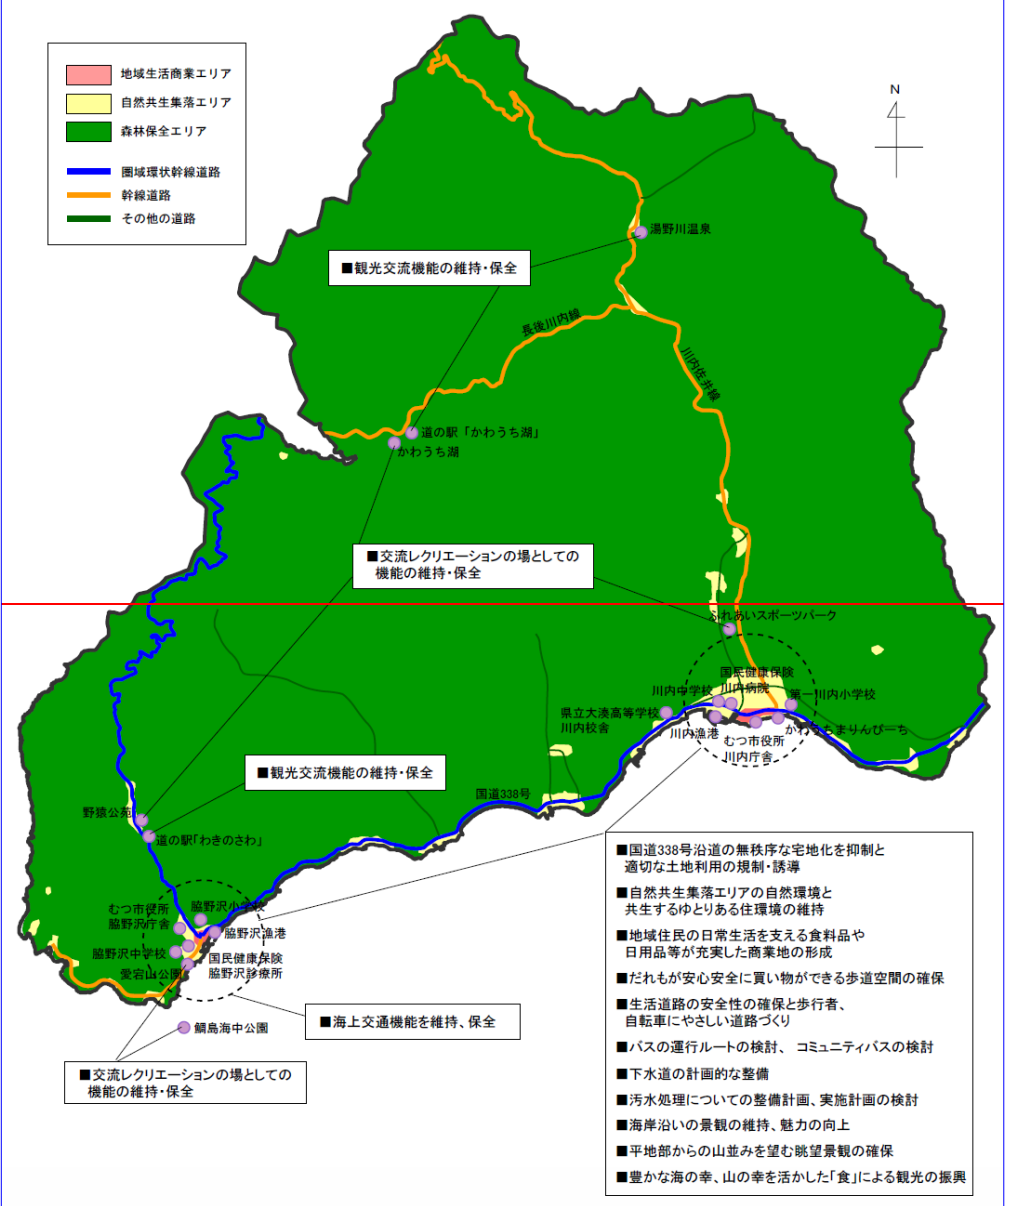 地域生活商業エリア
自然共生集落エリア
森林保全エリア
圏域環状幹線道路
幹線道路
その他の道路
N
湯野川温泉
■観光交流機能の維持・保全
長後川内線
川内佐井線
道の駅「かわうち湖」
かわうち湖
■交流レクリエーションの場としての
機能の維持・保全
ふれあいスポーツパーク
国民健康保険
川内病院
川内中学校
第一川内小学校
県立大湊高等学校
川内校舎
川内漁港
かわうちまりんびーち
むつ市役所
川内庁舎
■観光交流機能の維持・保全
国道338号
野猿公苑
道の駅「わきのさわ」
■国道338号沿道の無秩序な宅地化を抑制と
適切な土地利用の規制・誘導
■自然共生集落エリアの自然環境と
共生するゆとりある住環境の維持
■地域住民の日常生活を支える食料品や
日用品等が充実した商業地の形成
■だれもが安心安全に買い物ができる歩道空間の確保
■生活道路の安全性の確保と歩行者、
自転車にやさしい道路づくり
■バスの運行ルートの検討、コミュニティバスの検討
■下水道の計画的な整備
■汚水処理についての整備計画、実施計画の検討
■海岸沿いの景観の維持、魅力の向上
■平地部からの山並みを望む眺望景観の確保
■豊かな海の幸、山の幸を活かした「食」による観光の振興
脇野沢小学校
むつ市役所
脇野沢庁舎
脇野沢漁港
脇野沢中学校
国民健康保険
脇野沢診療所
愛宕山公園
■海上交通機能を維持、保全
鯛島海中公園
■交流レクリエーションの場としての
機能の維持・保全